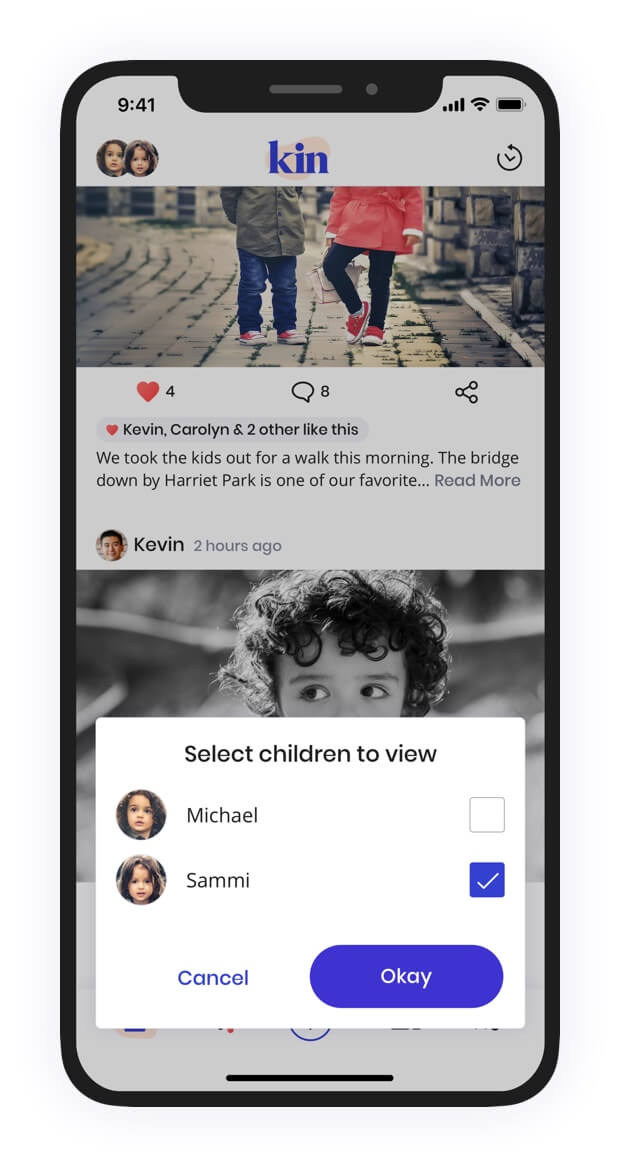 9:41
kin
4
8
Kevin, Carolyn & 2 other like this
We took the kids out for a walk this morning. The bridge
down by Harriet Park is one of our favorite... Read More
Kevin 2 hours ago
Select children to view
Michael
Sammi
Cancel
Okay